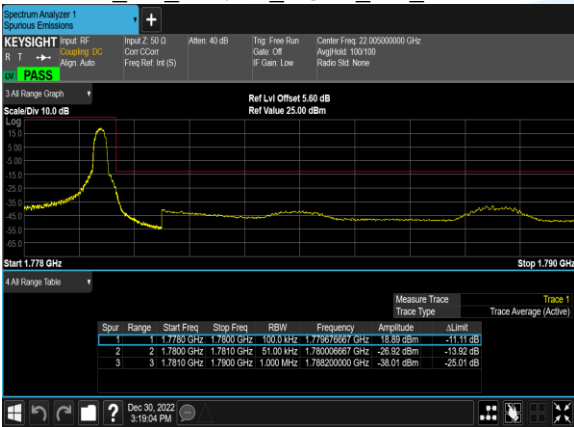 Spectrum Analyzer 1
Spurious Emissions
+
KEYSIGHT Input: RF Input Z: 50 Ω Atten: 40 dB Trig: Free Run Center Freq: 22.005000000 GHz
R T Coupling: DC Corr CCorr Gate: Off Avg|Hold: 100/100
Align: Auto Freq Ref: Int (S) IF Gain: Low Radio Std: None
PASS
3 All Range Graph Ref Lvl Offset 5.60 dB
Scale/Div 10.0 dB Ref Value 25.00 dBm
Log
15.0
5.00
-5.00
-15.0
-25.0
-35.0
-45.0
-55.0
-65.0
Start 1.778 GHz Stop 1.790 GHz
4 All Range Table
Measure Trace Trace 1
Trace Type Trace Average (Active)
Spur Range Start Freq Stop Freq RBW Frequency Amplitude ΔLimit
1 1 1.7780 GHz 1.7800 GHz 100.0 kHz 1.779676667 GHz 18.89 dBm -11.11 dB
2 2 1.7800 GHz 1.7810 GHz 51.00 kHz 1.780006667 GHz -26.92 dBm -13.92 dB
3 3 1.7810 GHz 1.7900 GHz 1.000 MHz 1.788200000 GHz -38.01 dBm -25.01 dB
? Dec 30, 2022
3:19:04 PM